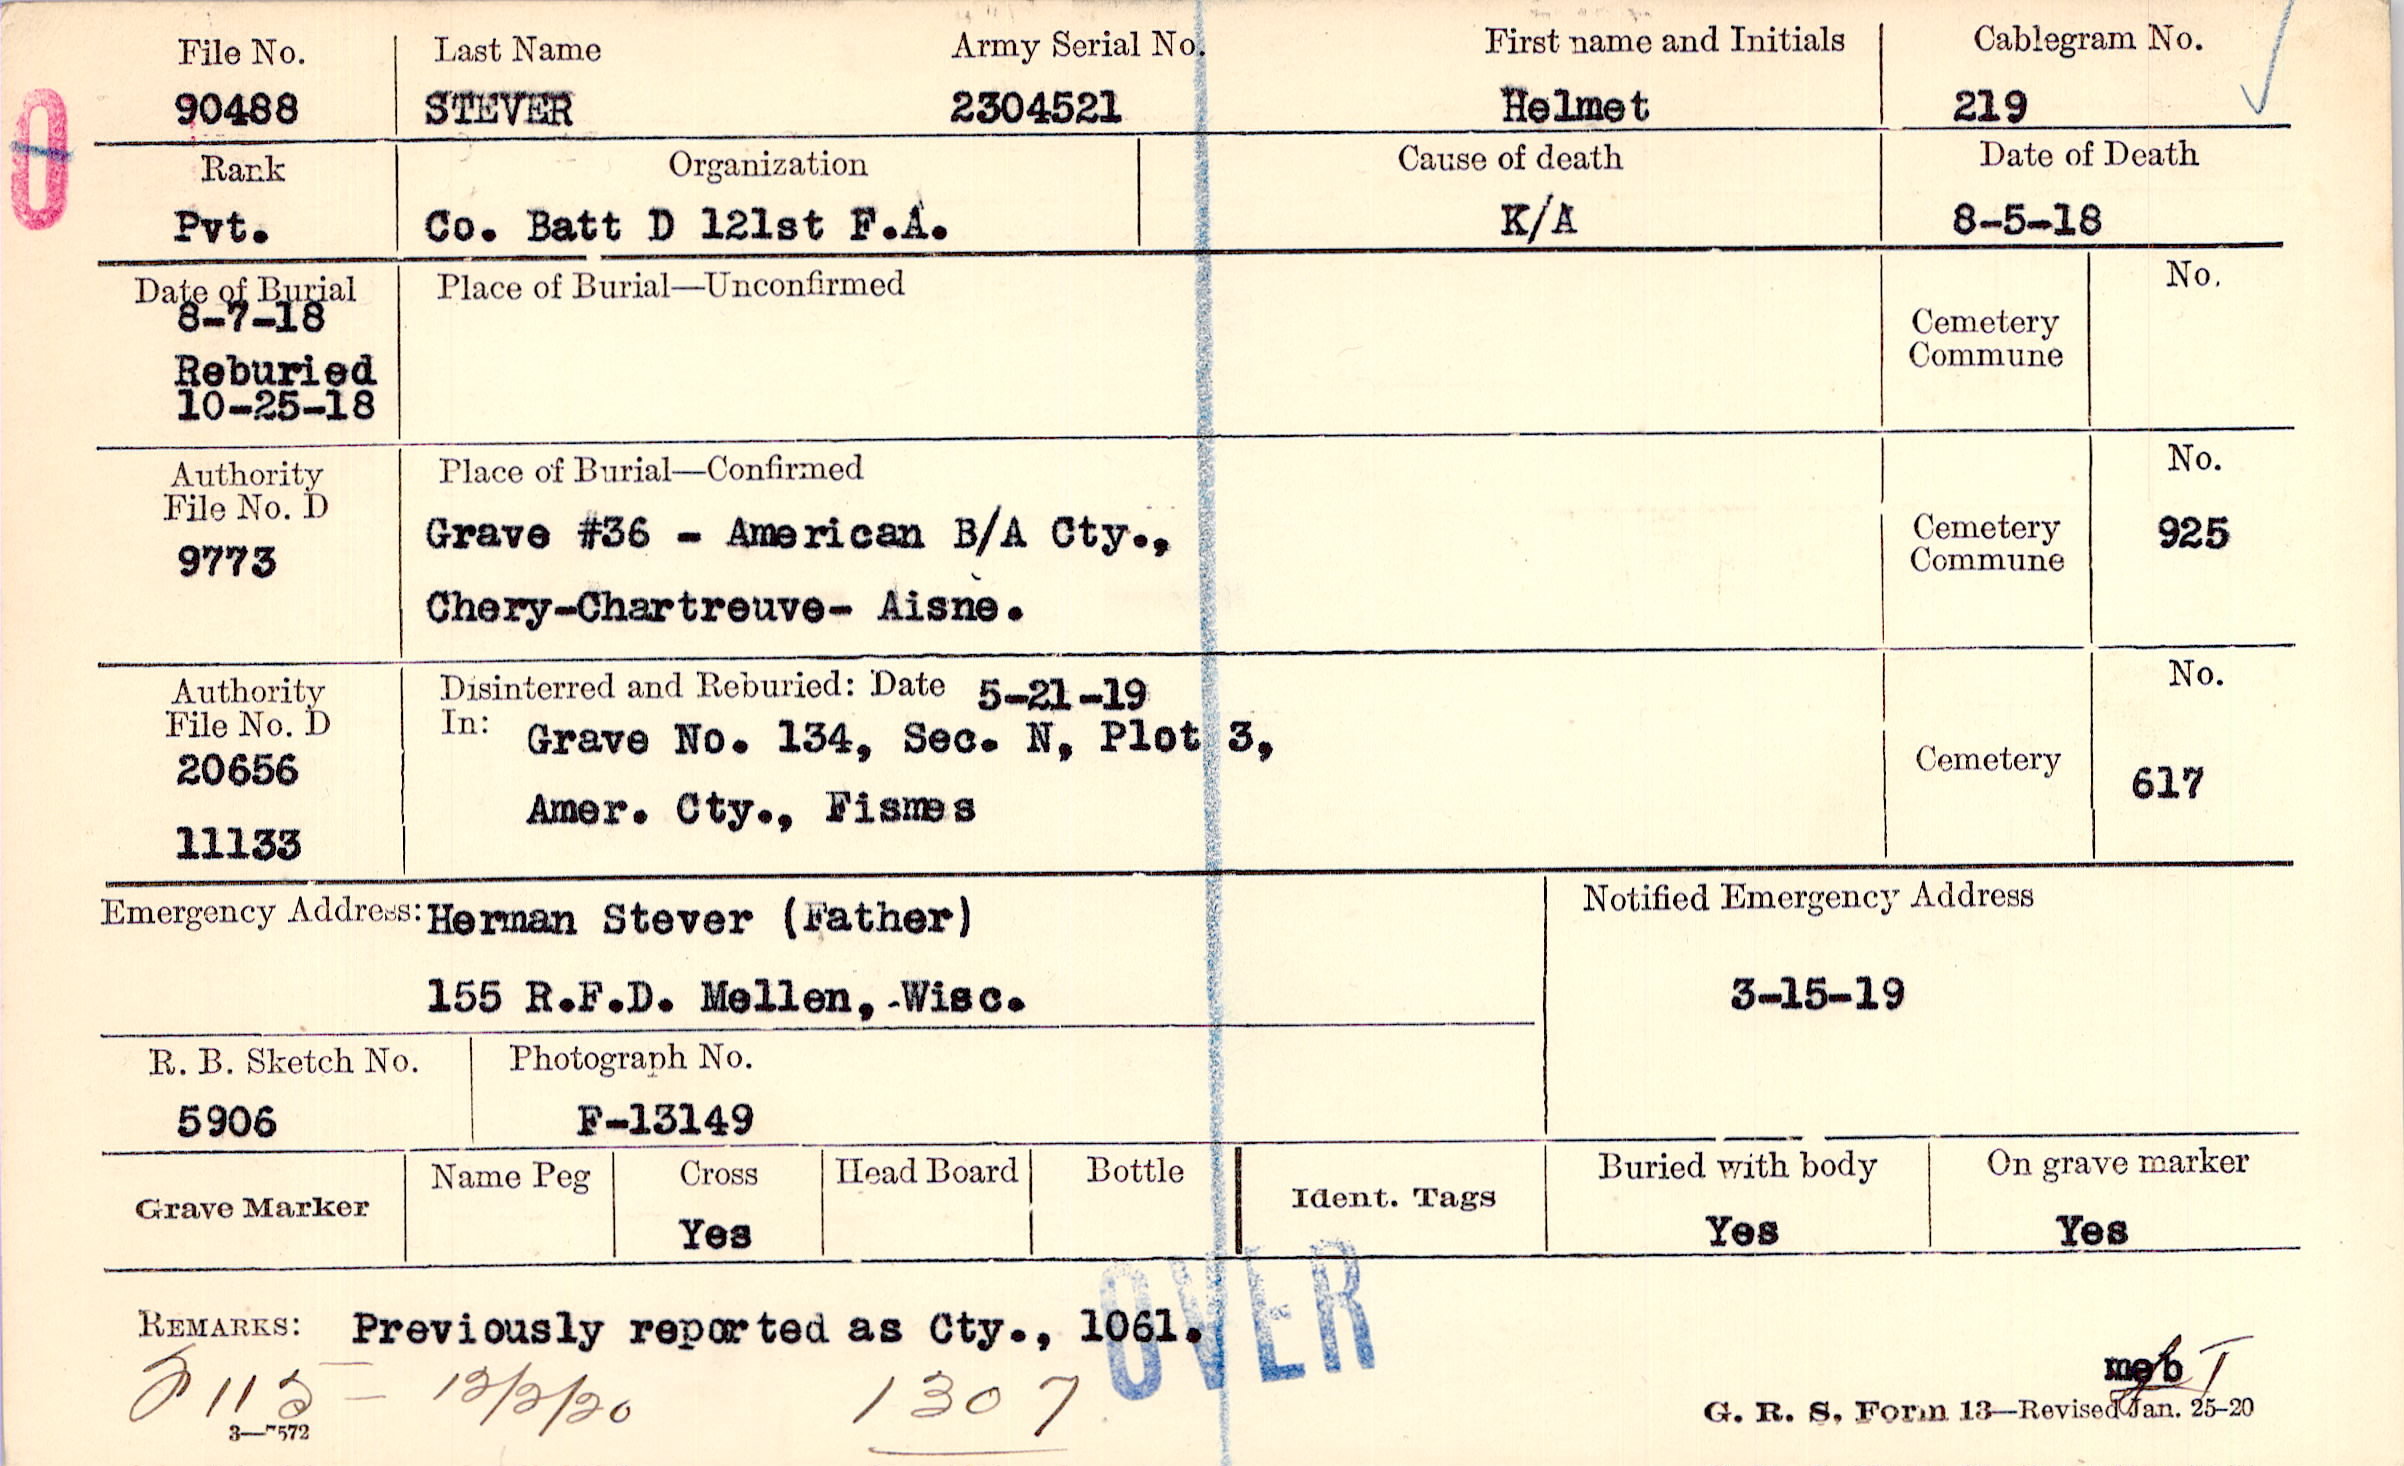 File No. Last Name Army Serial No. First name and Initials Cablegram No.
90488 STEVER 2304521 Helmet 219
Rank Organization Cause of death Date of Death
Pvt. Co. Batt D 121st F.A. K/A 8-5-18
Date of Burial Place of Burial—Unconfirmed No.
8-7-18
Cemetery
Commune
Reburied
10-25-18
Authority Place of Burial—Confirmed No.
File No. D
9773
Grave #36 - American B/A Cty., Cemetery 925
Commune
Chery-Chartreuve- Aisne.
Authority Disinterred and Reburied: Date 5-21-19 No.
File No. D In: Grave No. 134, Sec. N, Plot 3,
20656 Cemetery 617
Amer. Cty., Fismes
11133
Emergency Address: Herman Stever (Father) Notified Emergency Address
155 R.F.D. Mellen, Wisc. 3-15-19
R. B. Sketch No. Photograph No.
5906 F-13149
Grave Marker Name Peg Cross Head Board Bottle Ident. Tags Buried with body On grave marker
Yes Yes Yes
OVER
REMARKS: Previously reported as Cty., 1061.
meb
12/2/20 1307
3—7572 G. R. S. Form 13—Revised Jan. 25-20